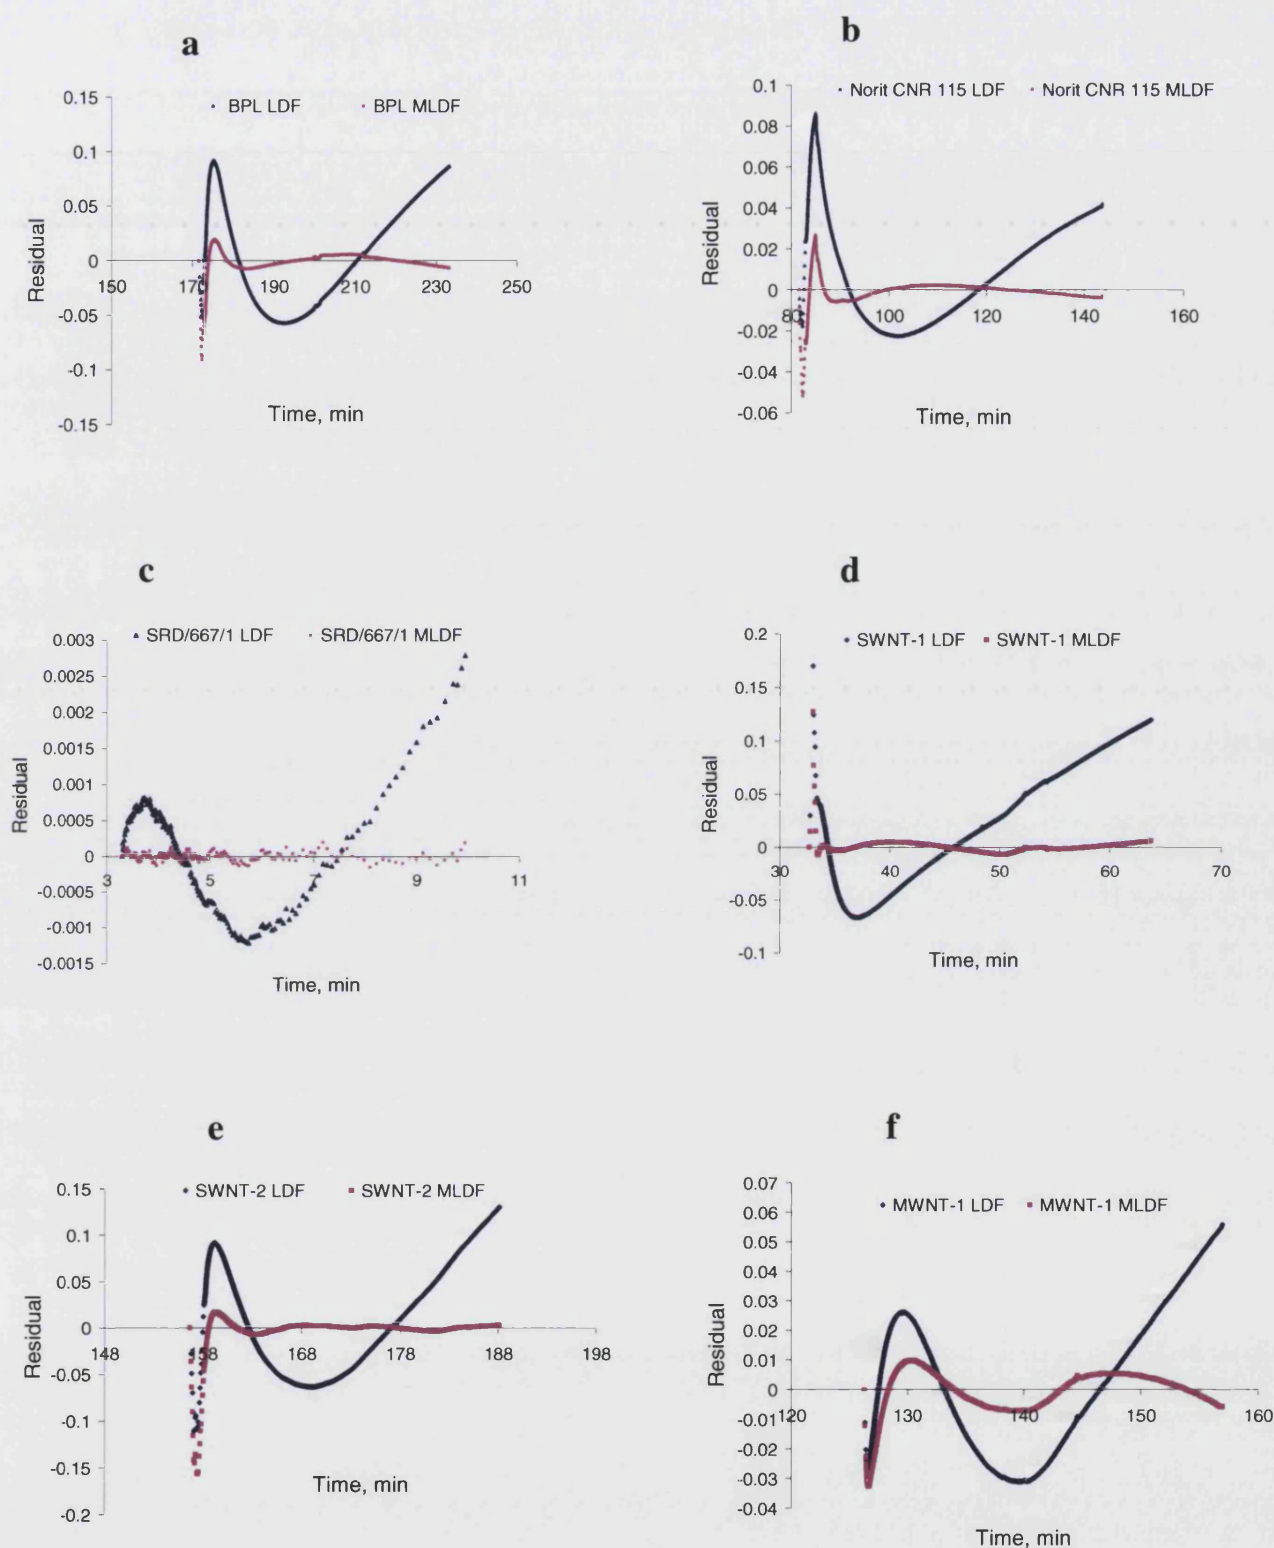 a
BPL LDF BPL MLDF
0.15
0.1
0.05
0
-0.05
-0.1
-0.15
150 170 190 210 230 250
Residual
Time, min
b
Norit CNR 115 LDF Norit CNR 115 MLDF
0.1
0.08
0.06
0.04
0.02
0
-0.02
-0.04
-0.06
80 100 120 140 160
Residual
Time, min
c
SRD/667/1 LDF SRD/667/1 MLDF
0.003
0.0025
0.002
0.0015
0.001
0.0005
0
-0.0005
-0.001
-0.0015
3 5 7 9 11
Residual
Time, min
d
SWNT-1 LDF SWNT-1 MLDF
0.2
0.15
0.1
0.05
0
-0.05
-0.1
30 40 50 60 70
Residual
Time, min
e
SWNT-2 LDF SWNT-2 MLDF
0.15
0.1
0.05
0
-0.05
-0.1
-0.15
-0.2
148 158 168 178 188 198
Residual
Time, min
f
MWNT-1 LDF MWNT-1 MLDF
0.07
0.06
0.05
0.04
0.03
0.02
0.01
0
-0.01
-0.02
-0.03
-0.04
120 130 140 150 160
Residual
Time, min